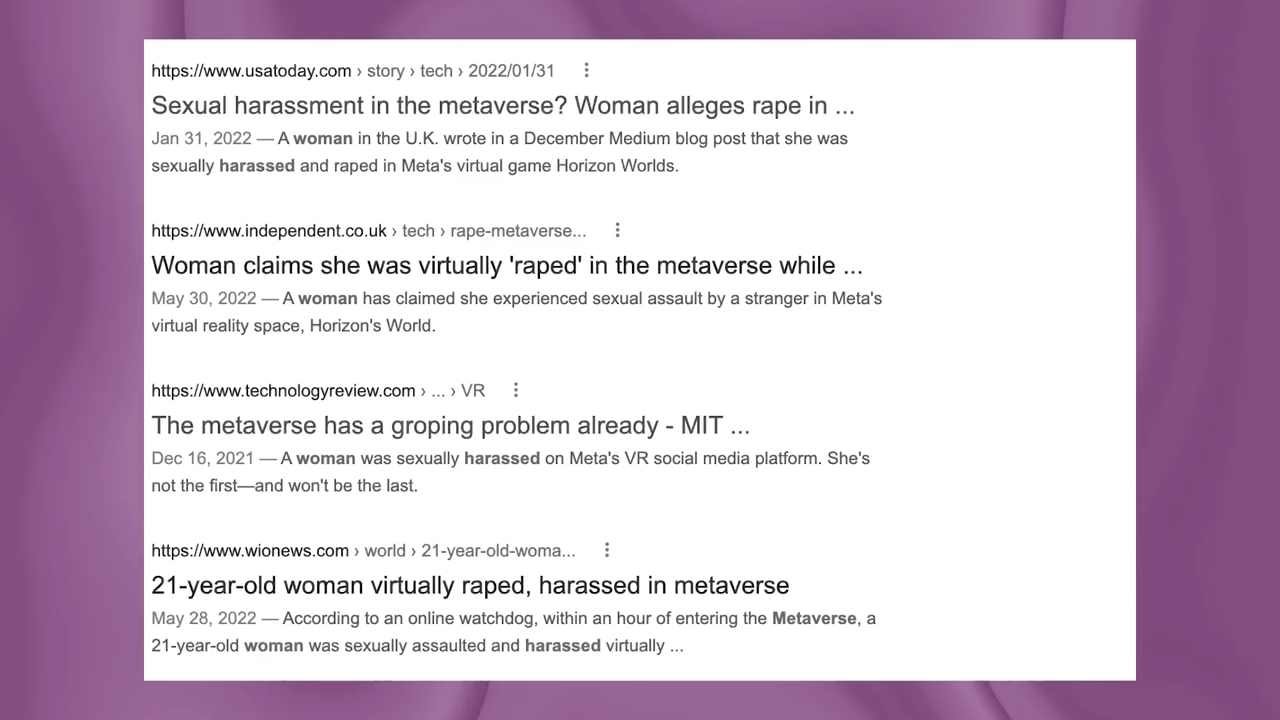 https://www.usatoday.com › story › tech › 2022/01/31
Sexual harassment in the metaverse? Woman alleges rape in ...
Jan 31, 2022 — A woman in the U.K. wrote in a December Medium blog post that she was
sexually harassed and raped in Meta's virtual game Horizon Worlds.
https://www.independent.co.uk › tech › rape-metaverse...
Woman claims she was virtually 'raped' in the metaverse while ...
May 30, 2022 — A woman has claimed she experienced sexual assault by a stranger in Meta's
virtual reality space, Horizon's World.
https://www.technologyreview.com › ... › VR
The metaverse has a groping problem already - MIT ...
Dec 16, 2021 — A woman was sexually harassed on Meta's VR social media platform. She's
not the first—and won't be the last.
https://www.wionews.com › world › 21-year-old-woma...
21-year-old woman virtually raped, harassed in metaverse
May 28, 2022 — According to an online watchdog, within an hour of entering the Metaverse, a
21-year-old woman was sexually assaulted and harassed virtually ...